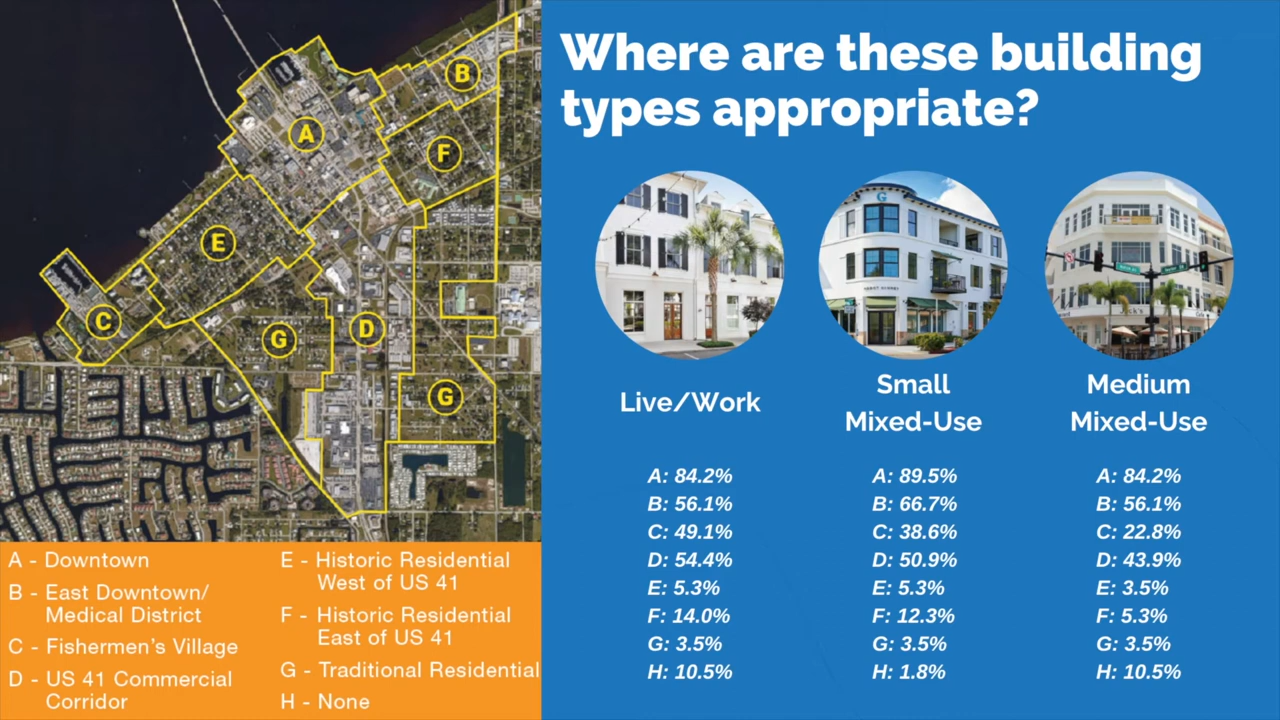 Where are these building
types appropriate?
B
A
F
E
C
D
G
G
G
Live/Work
Small
Mixed-Use
Medium
Mixed-Use
A: 84.2%
B: 56.1%
C: 49.1%
D: 54.4%
E: 5.3%
F: 14.0%
G: 3.5%
H: 10.5%
A: 89.5%
B: 66.7%
C: 38.6%
D: 50.9%
E: 5.3%
F: 12.3%
G: 3.5%
H: 1.8%
A: 84.2%
B: 56.1%
C: 22.8%
D: 43.9%
E: 3.5%
F: 5.3%
G: 3.5%
H: 10.5%
A - Downtown
B - East Downtown/
Medical District
C - Fishermen's Village
D - US 41 Commercial
Corridor
E - Historic Residential
West of US 41
F - Historic Residential
East of US 41
G - Traditional Residential
H - None